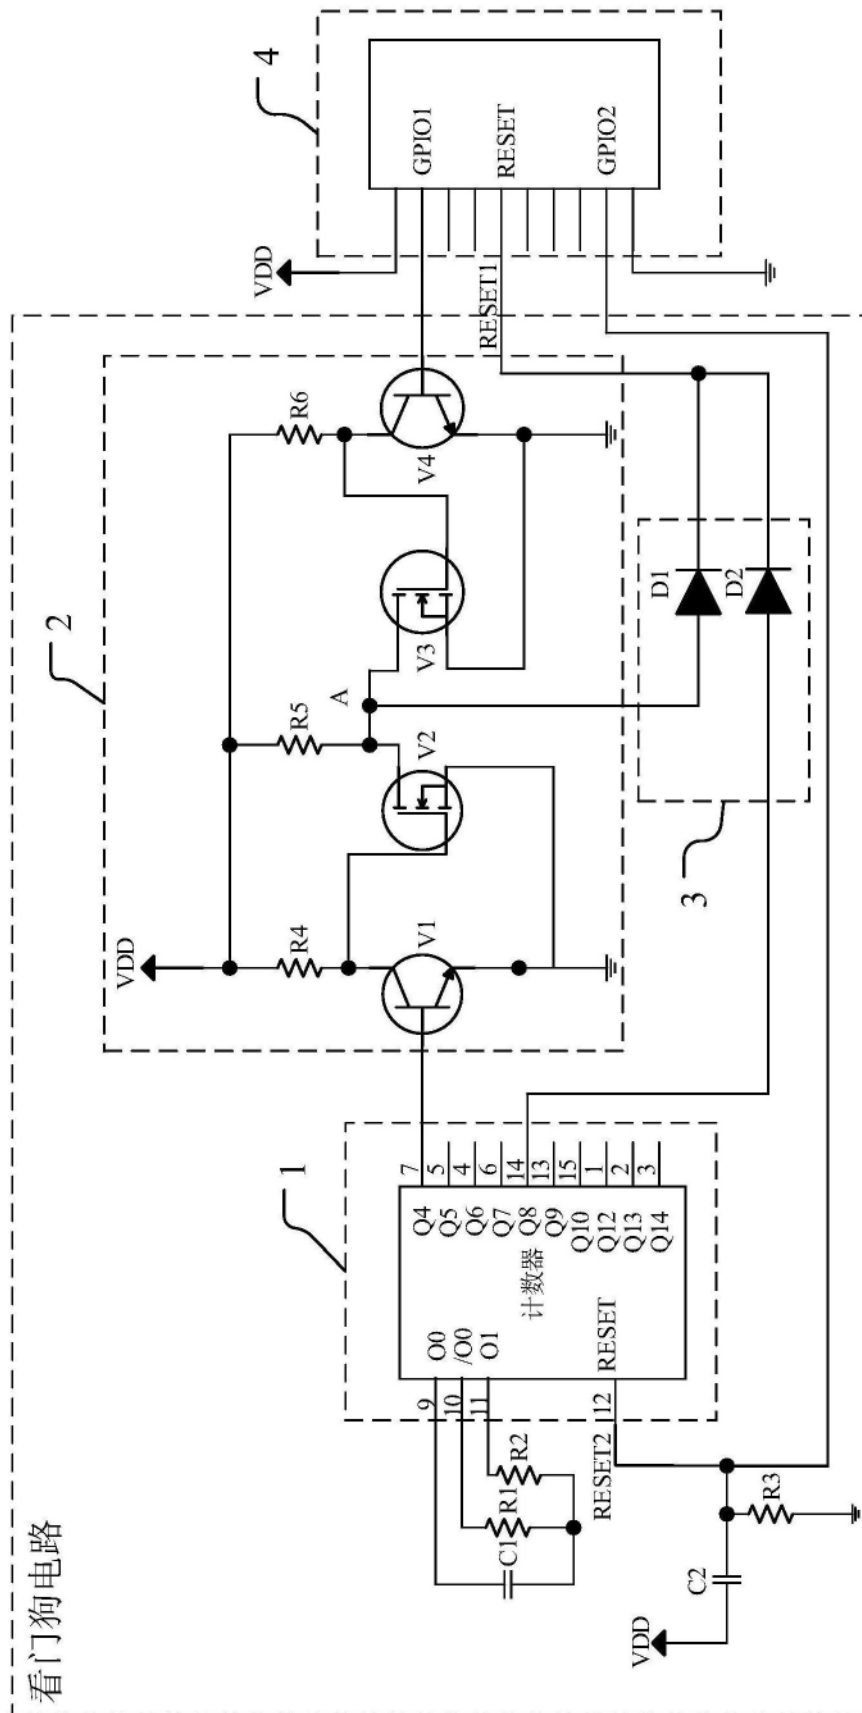 看门狗电路
1
2
3
4
VDD
VDD
VDD
R4
R5
R6
A
V1
V2
V3
V4
D1
D2
GPIO1
RESET
GPIO2
RESET1
计数器
O0
/O0
O1
RESET
9
10
11
12
Q4
Q5
Q6
Q7
Q8
Q9
Q10
Q12
Q13
Q14
7
5
4
6
14
13
15
1
2
3
C1
R1
R2
RESET2
C2
R3